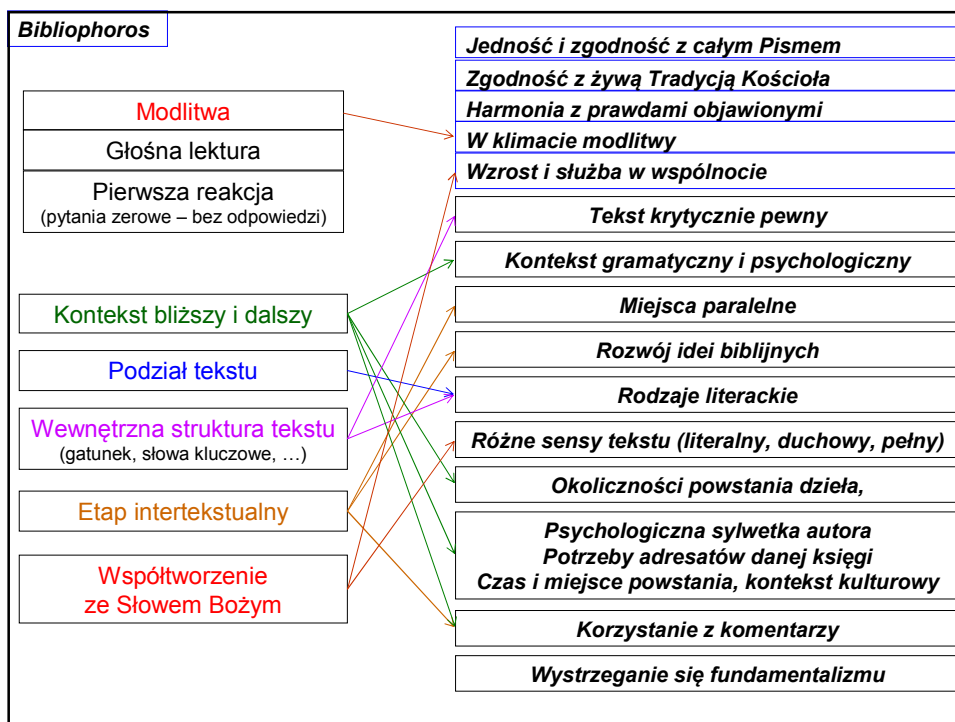 Bibliophoros
Modlitwa
Głośna lektura
Pierwsza reakcja
(pytania zerowe – bez odpowiedzi)
Kontekst bliższy i dalszy
Podział tekstu
Wewnętrzna struktura tekstu
(gatunek, słowa kluczowe, …)
Etap intertekstualny
Współtworzenie
ze Słowem Bożym
Jedność i zgodność z całym Pismem
Zgodność z żywą Tradycją Kościoła
Harmonia z prawdami objawionymi
W klimacie modlitwy
Wzrost i służba w wspólnocie
Tekst krytycznie pewny
Kontekst gramatyczny i psychologiczny
Miejsca paralelne
Rozwój idei biblijnych
Rodzaje literackie
Różne sensy tekstu (literalny, duchowy, pełny)
Okoliczności powstania dzieła,
Psychologiczna sylwetka autora
Potrzeby adresatów danej księgi
Czas i miejsce powstania, kontekst kulturowy
Korzystanie z komentarzy
Wystrzeganie się fundamentalizmu